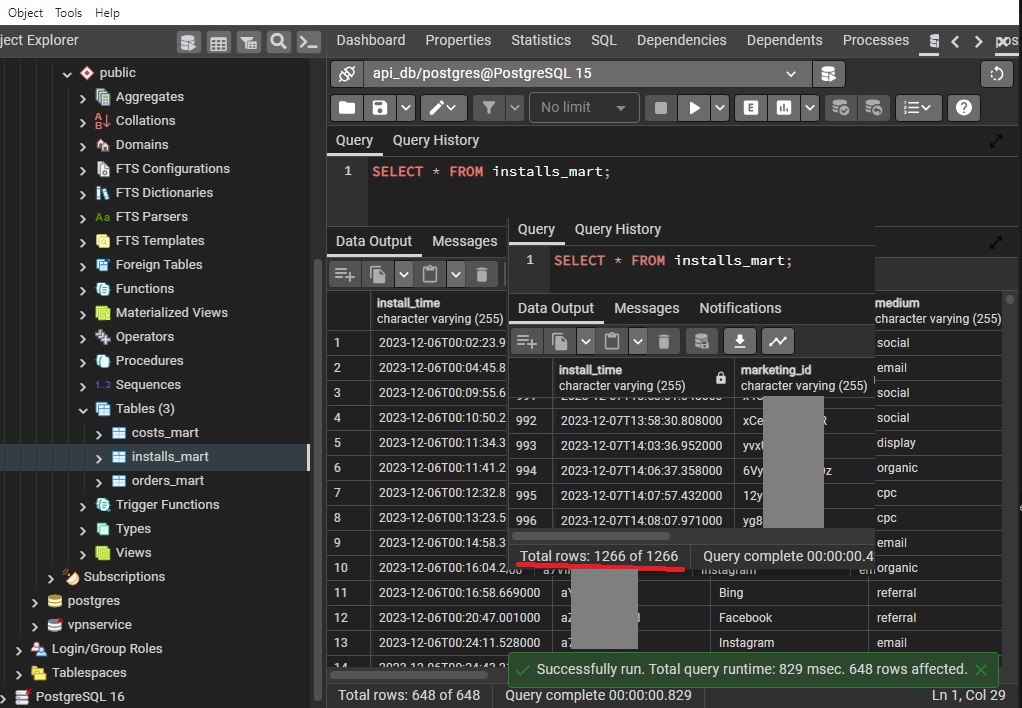 Object Tools Help
ject Explorer
Dashboard Properties Statistics SQL Dependencies Dependents Processes
public
Aggregates
Collations
Domains
FTS Configurations
FTS Dictionaries
Aa FTS Parsers
FTS Templates
Foreign Tables
Functions
Materialized Views
Operators
Procedures
1..3 Sequences
Tables (3)
costs_mart
installs_mart
orders_mart
Trigger Functions
Types
Views
Subscriptions
postgres
vpnservice
Login/Group Roles
Tablespaces
PostgreSQL 16
api_db/postgres@PostgreSQL 15
No limit
E
Query Query History
1 SELECT * FROM installs_mart;
Data Output Messages
install_time
character varying (255)
medium
character varying (255)
1 2023-12-06T00:02:23.9 social
2 2023-12-06T00:04:45.8 email
3 2023-12-06T00:09:55.6 social
4 2023-12-06T00:10:50.2 social
5 2023-12-06T00:11:34.3 display
6 2023-12-06T00:11:41.2 organic
7 2023-12-06T00:12:32.8 cpc
8 2023-12-06T00:13:23.5 cpc
9 2023-12-06T00:14:58.3 email
10 2023-12-06T00:16:04.2 organic
11 2023-12-06T00:16:58.669000 Bing referral
12 2023-12-06T00:20:47.001000 Facebook referral
13 2023-12-06T00:24:11.528000 Instagram email
14
Query Query History
1 SELECT * FROM installs_mart;
Data Output Messages Notifications
install_time
character varying (255)
marketing_id
character varying (255)
992 2023-12-07T13:58:30.808000 xCe
993 2023-12-07T14:03:36.952000
994 2023-12-07T14:06:37.358000 6Vy
995 2023-12-07T14:07:57.432000 12y
996 2023-12-07T14:08:07.971000 yg8
Total rows: 1266 of 1266 Query complete 00:00:00.4
Successfully run. Total query runtime: 829 msec. 648 rows affected.
Total rows: 648 of 648 Query complete 00:00:00.829 Ln 1, Col 29